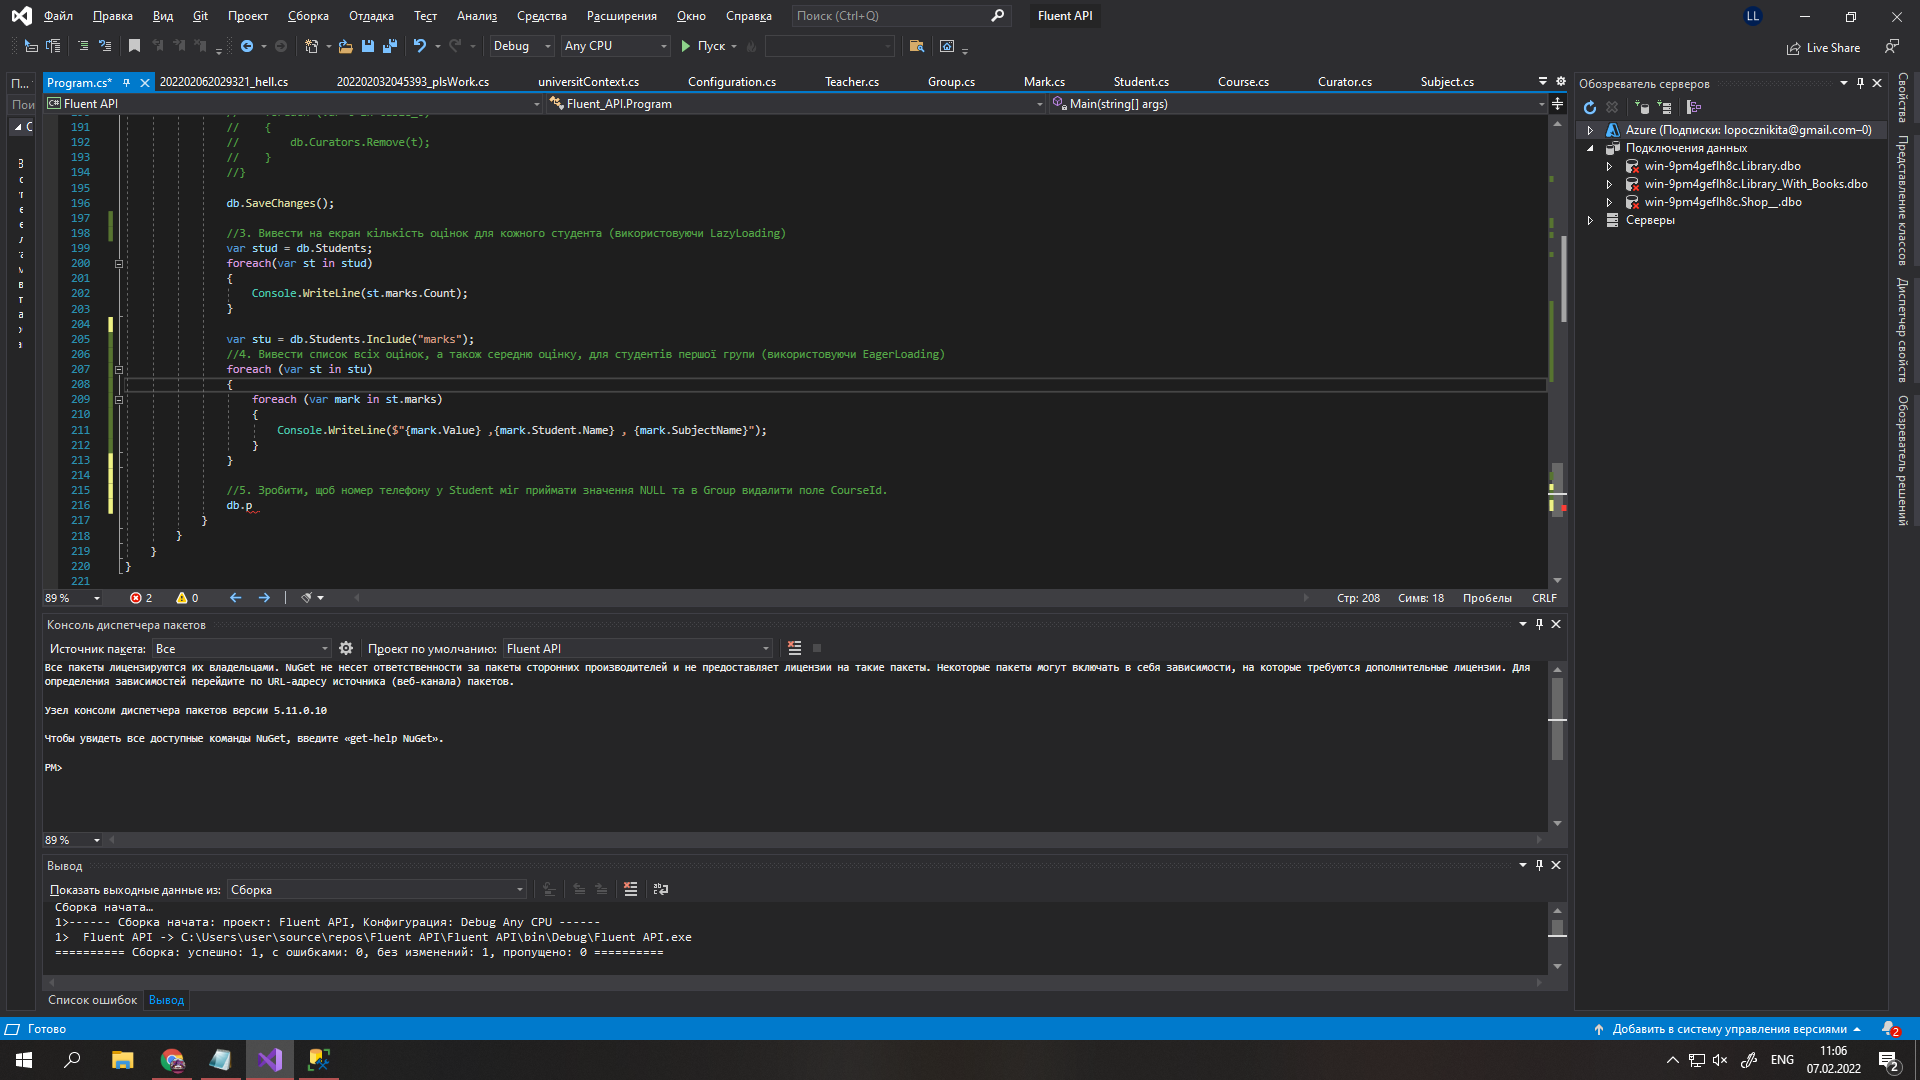 Файл Правка Вид Git Проект Сборка Отладка Тест Анализ Средства Расширения Окно Справка Поиск (Ctrl+Q) Fluent API LL
Debug Any CPU Пуск Live Share
П... Program.cs* 202202062029321_hell.cs 202202032045393_plsWork.cs universitContext.cs Configuration.cs Teacher.cs Group.cs Mark.cs Student.cs Course.cs Curator.cs Subject.cs
Пои
Fluent API Fluent_API.Program Main(string[] args)
191 // {
192 // db.Curators.Remove(t);
193 // }
194 //}
195
196 db.SaveChanges();
197
198 //3. Вивести на екран кількість оцінок для кожного студента (використовуючи LazyLoading)
199 var stud = db.Students;
200 foreach(var st in stud)
201 {
202 Console.WriteLine(st.marks.Count);
203 }
204
205 var stu = db.Students.Include("marks");
206 //4. Вивести список всіх оцінок, а також середню оцінку, для студентів першої групи (використовуючи EagerLoading)
207 foreach (var st in stu)
208 {
209 foreach (var mark in st.marks)
210 {
211 Console.WriteLine($"{mark.Value} ,{mark.Student.Name} , {mark.SubjectName}");
212 }
213 }
214
215 //5. Зробити, щоб номер телефону у Student міг приймати значення NULL та в Group видалити поле CourseId.
216 db.p
217 }
218 }
219 }
220 }
221
89 % 2 0 Стр: 208 Симв: 18 Пробелы CRLF
Консоль диспетчера пакетов
Источник пакета: Все Проект по умолчанию: Fluent API
Все пакеты лицензируются их владельцами. NuGet не несет ответственности за пакеты сторонних производителей и не предоставляет лицензии на такие пакеты. Некоторые пакеты могут включать в себя зависимости, на которые требуются дополнительные лицензии. Для
определения зависимостей перейдите по URL-адресу источника (веб-канала) пакетов.
Узел консоли диспетчера пакетов версии 5.11.0.10
Чтобы увидеть все доступные команды NuGet, введите «get-help NuGet».
PM>
89 %
Вывод
Показать выходные данные из: Сборка
Сборка начата…
1>------ Сборка начата: проект: Fluent API, Конфигурация: Debug Any CPU ------
1> Fluent API -> C:\Users\user\source\repos\Fluent API\Fluent API\bin\Debug\Fluent API.exe
========== Сборка: успешно: 1, с ошибками: 0, без изменений: 1, пропущено: 0 ==========
Список ошибок Вывод
Обозреватель серверов
Azure (Подписки: lopocznikita@gmail.com–0)
Подключения данных
win-9pm4geflh8c.Library.dbo
win-9pm4geflh8c.Library_With_Books.dbo
win-9pm4geflh8c.Shop__.dbo
Серверы
Свойства
Представление классов
Диспетчер свойств
Обозреватель решений
Готово Добавить в систему управления версиями 2
ENG 11:06
07.02.2022 2